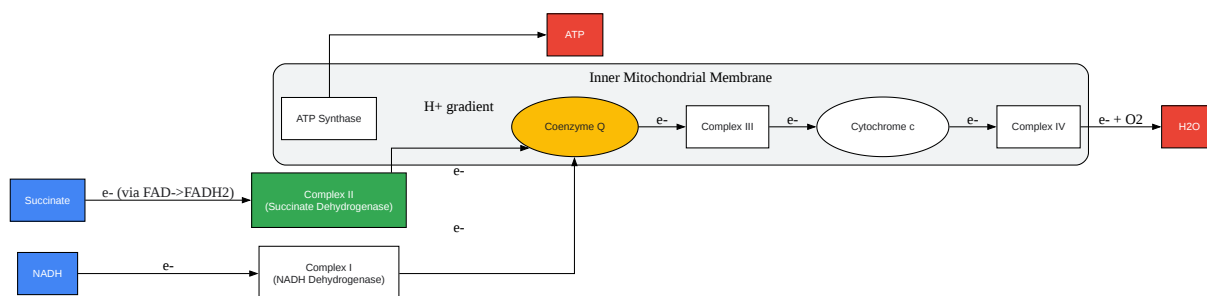 ATP
Inner Mitochondrial Membrane
H+ gradient
ATP Synthase
Coenzyme Q
e-
Complex III
e-
Cytochrome c
e-
Complex IV
e- + O2
H2O
e-
Succinate
e- (via FAD->FADH2)
Complex II
(Succinate Dehydrogenase)
e-
NADH
e-
Complex I
(NADH Dehydrogenase)